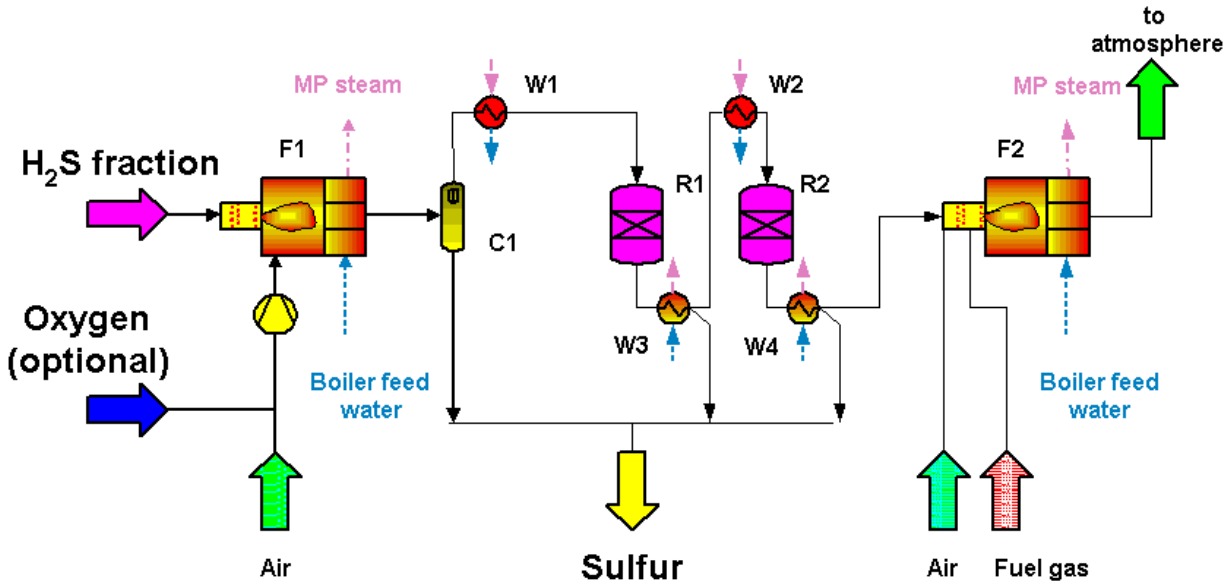 to
atmosphere
MP steam
W1
W2
MP steam
F1
F2
H₂S fraction
R1
R2
C1
Oxygen
(optional)
W3
W4
Boiler feed
water
Boiler feed
water
Air
Sulfur
Air
Fuel gas